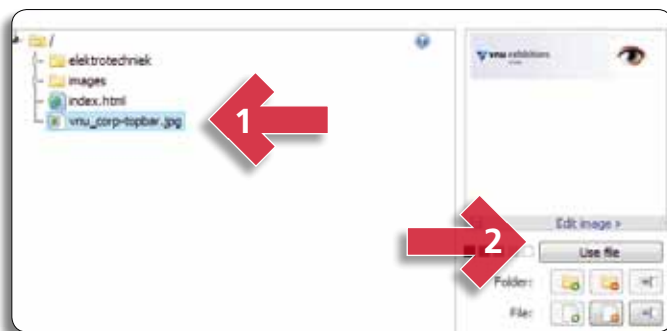 /
elektrotechniek
images
index.html
vnu_corp-topbar.jpg
1
vnu exhibitions
Edit image »
2
Use file
Folder:
File: